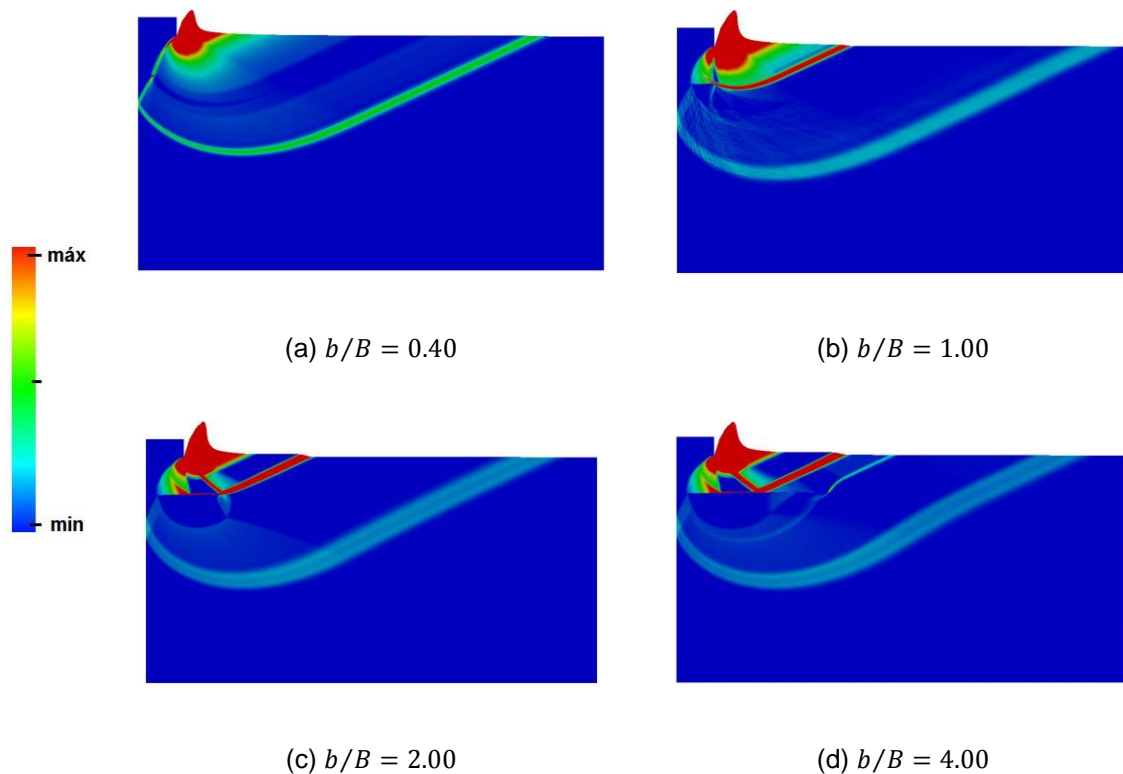 máx
min
(a) b/B = 0.40
(b) b/B = 1.00
(c) b/B = 2.00
(d) b/B = 4.00